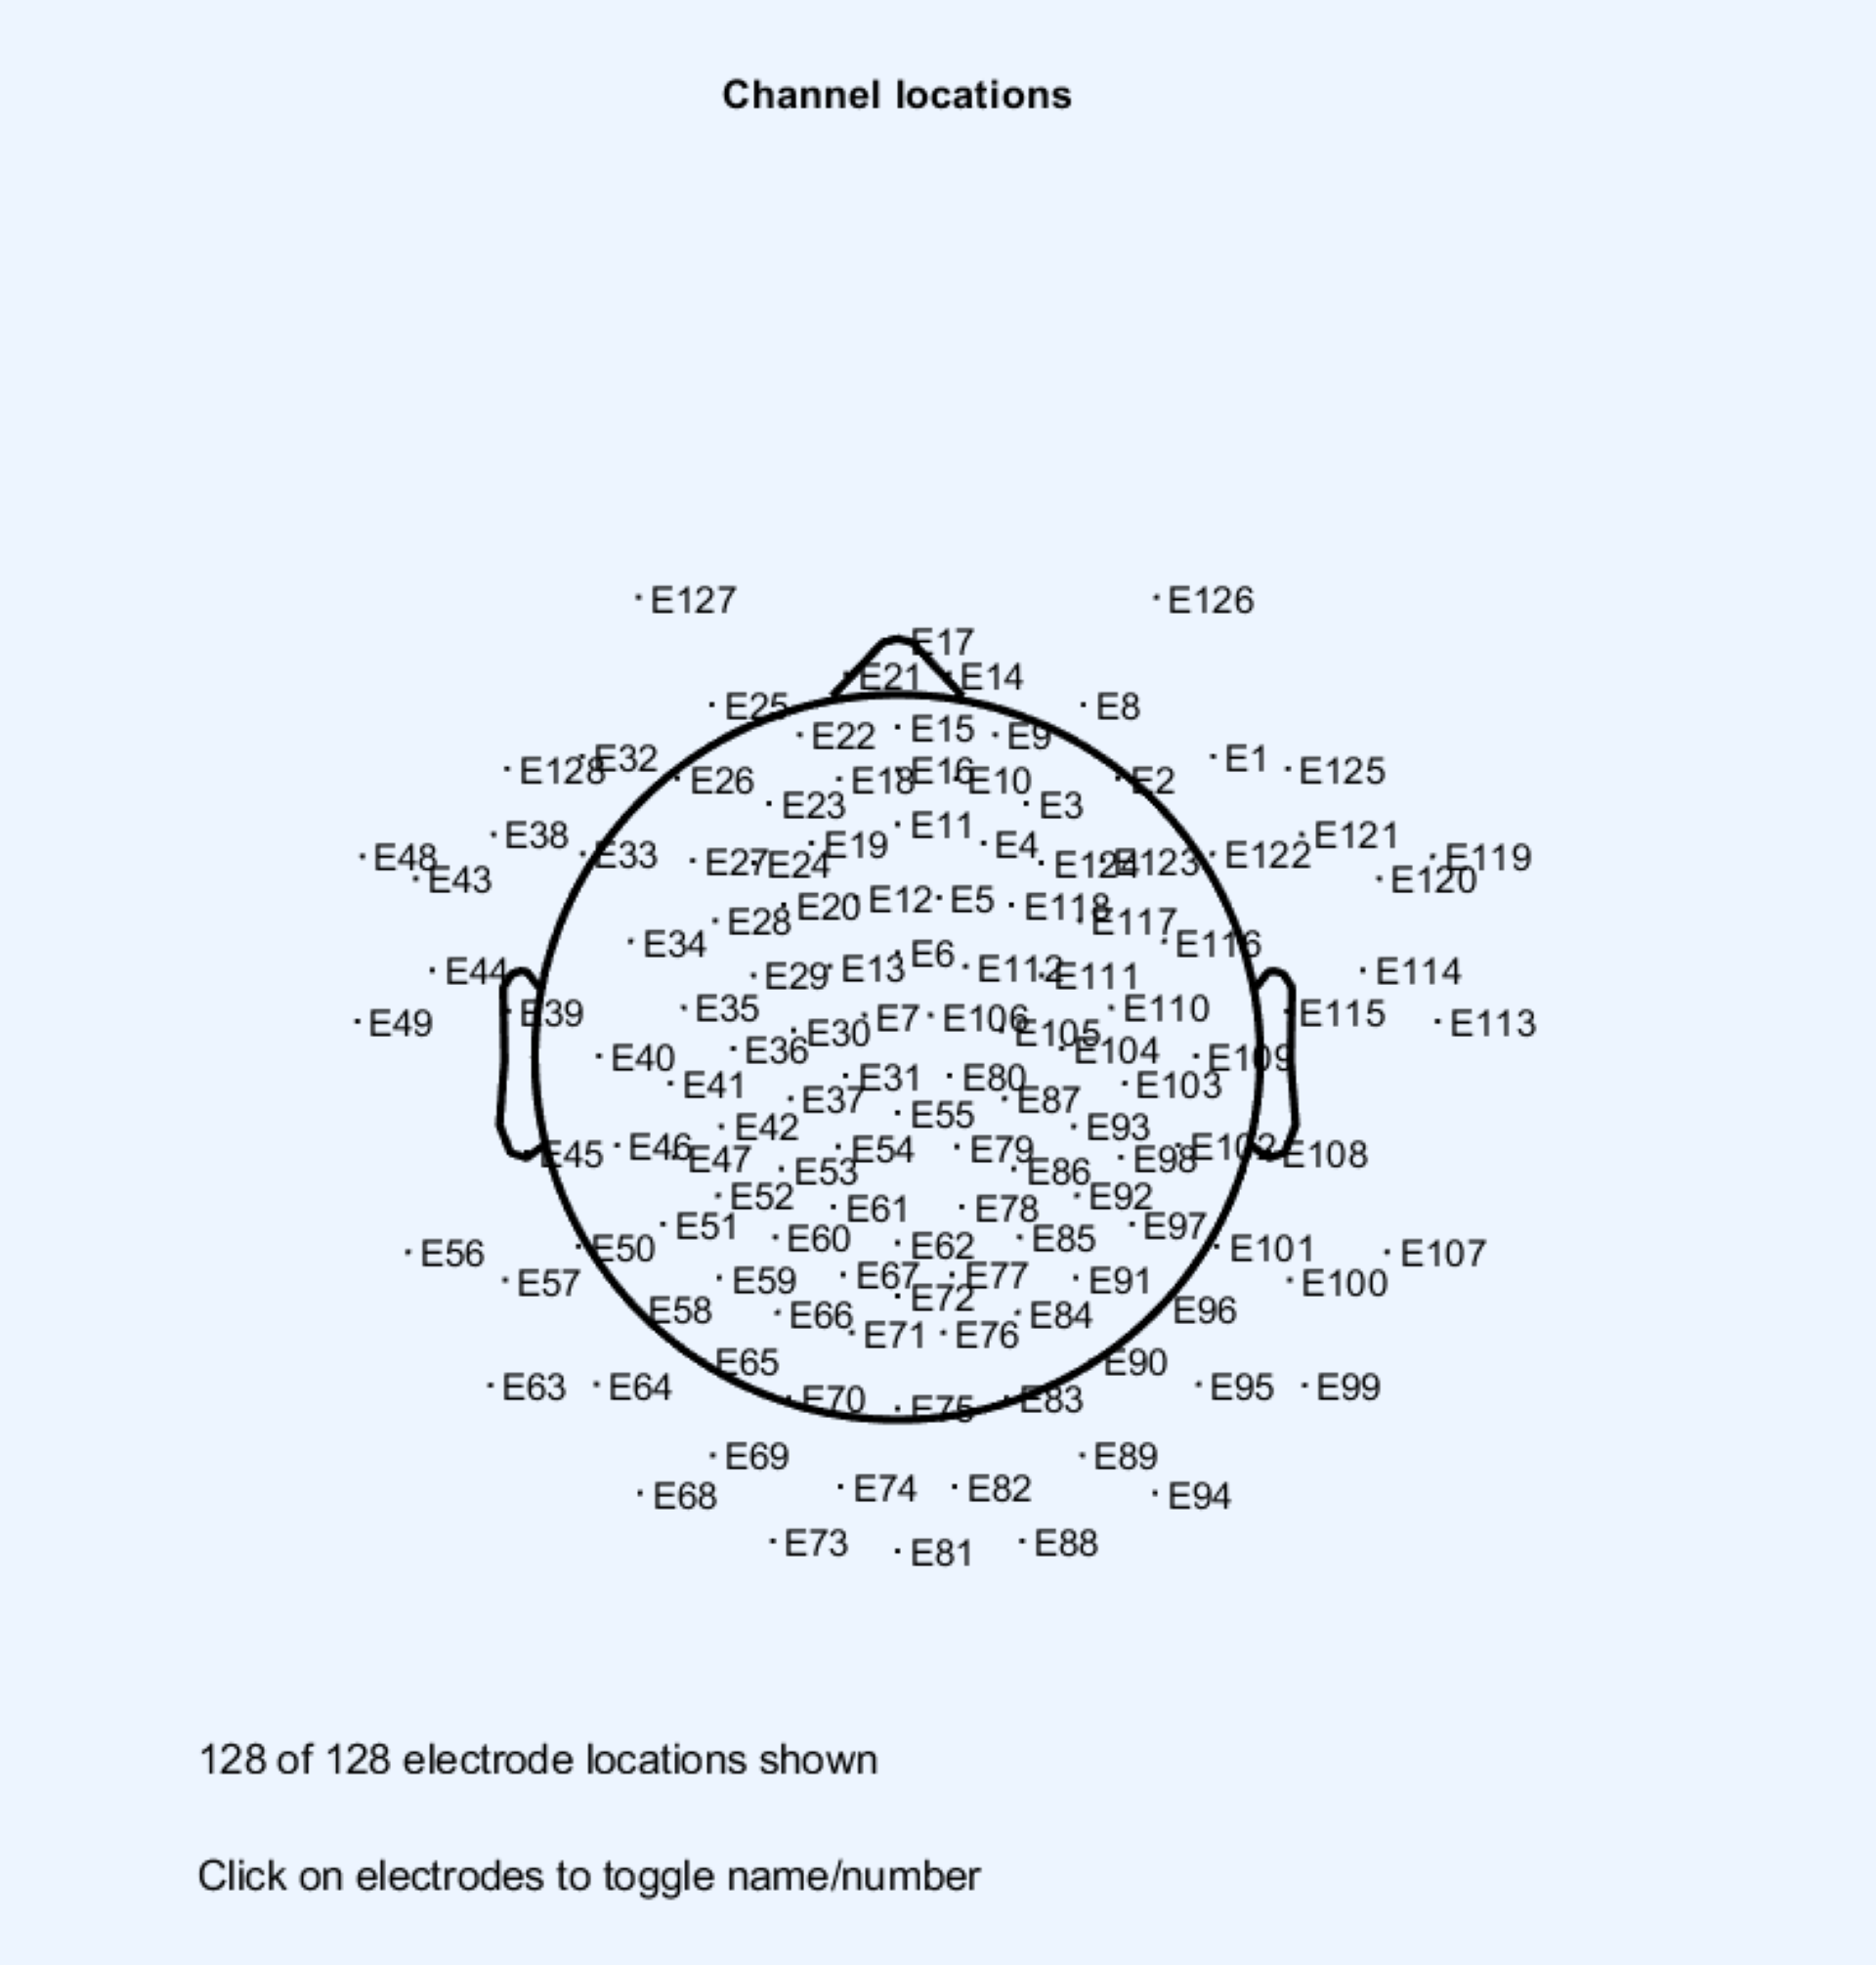 Channel locations
E127 E126
E17
E21 E14
E25 E8
E22 E15 E9
E128 E32 E1 E125
E26 E18 E16 E10 E2
E23 E3
E11
E38 E19 E4 E121
E48 E33 E27 E24 E124 E123 E122 E119
E43 E120
E28 E20 E12 E5 E118 E117
E34 E6 E116
E44 E29 E13 E112 E111 E114
E49 E39 E35 E30 E7 E106 E105 E110 E115 E113
E40 E36 E104 E109
E41 E31 E80 E103
E37 E55 E87
E42 E93
E45 E46 E47 E54 E79 E98 E102 E108
E53 E86
E52 E61 E78 E92
E51 E60 E62 E85 E97
E56 E50 E101 E107
E57 E59 E67 E77 E91 E100
E72
E58 E66 E84 E96
E71 E76
E65 E90
E63 E64 E95 E99
E70 E75 E83
E69 E89
E68 E74 E82 E94
E73 E81 E88
128 of 128 electrode locations shown
Click on electrodes to toggle name/number